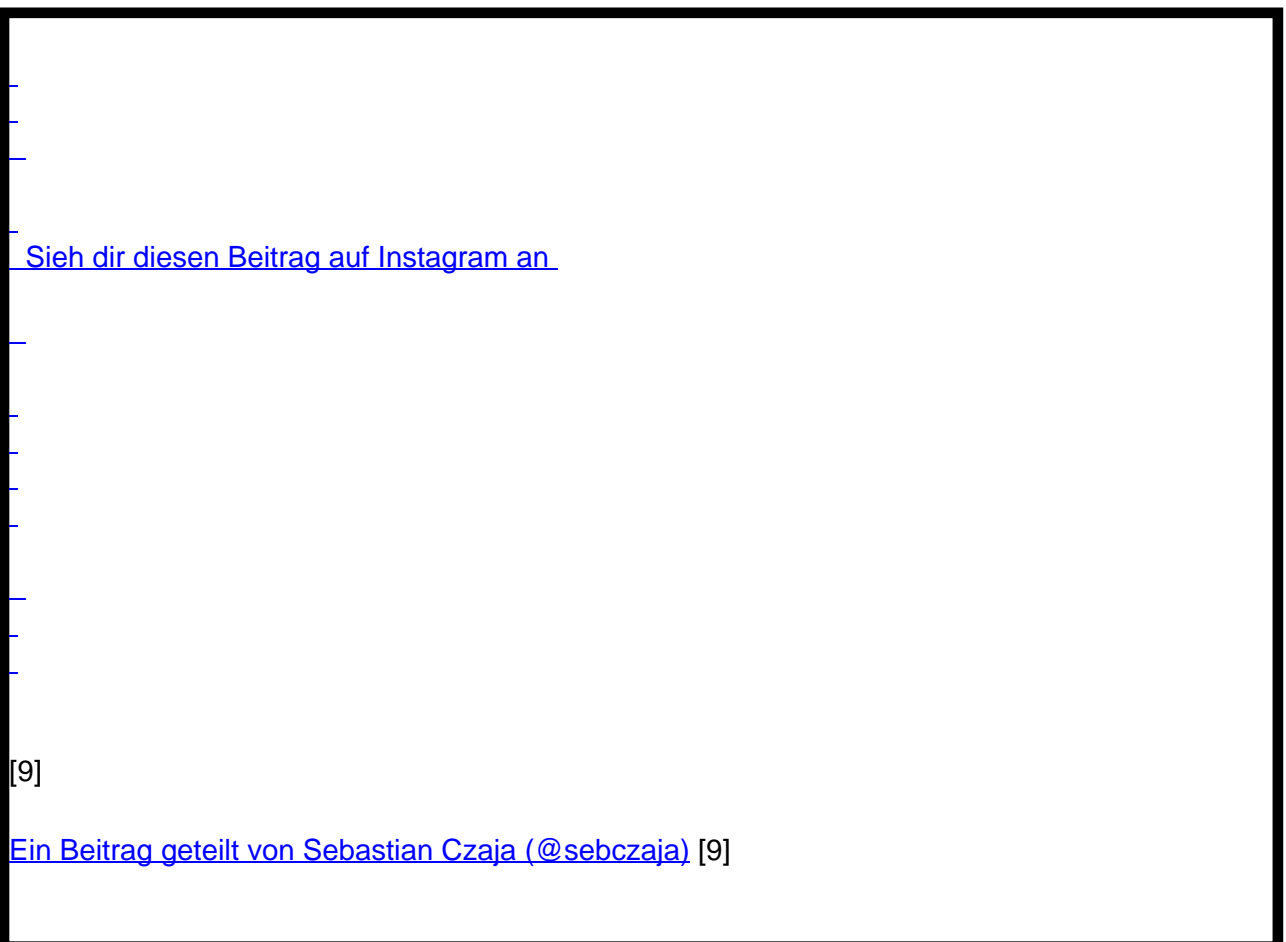 Sieh dir diesen Beitrag auf Instagram an
[9]
Ein Beitrag geteilt von Sebastian Czaja (@sebczaja) [9]